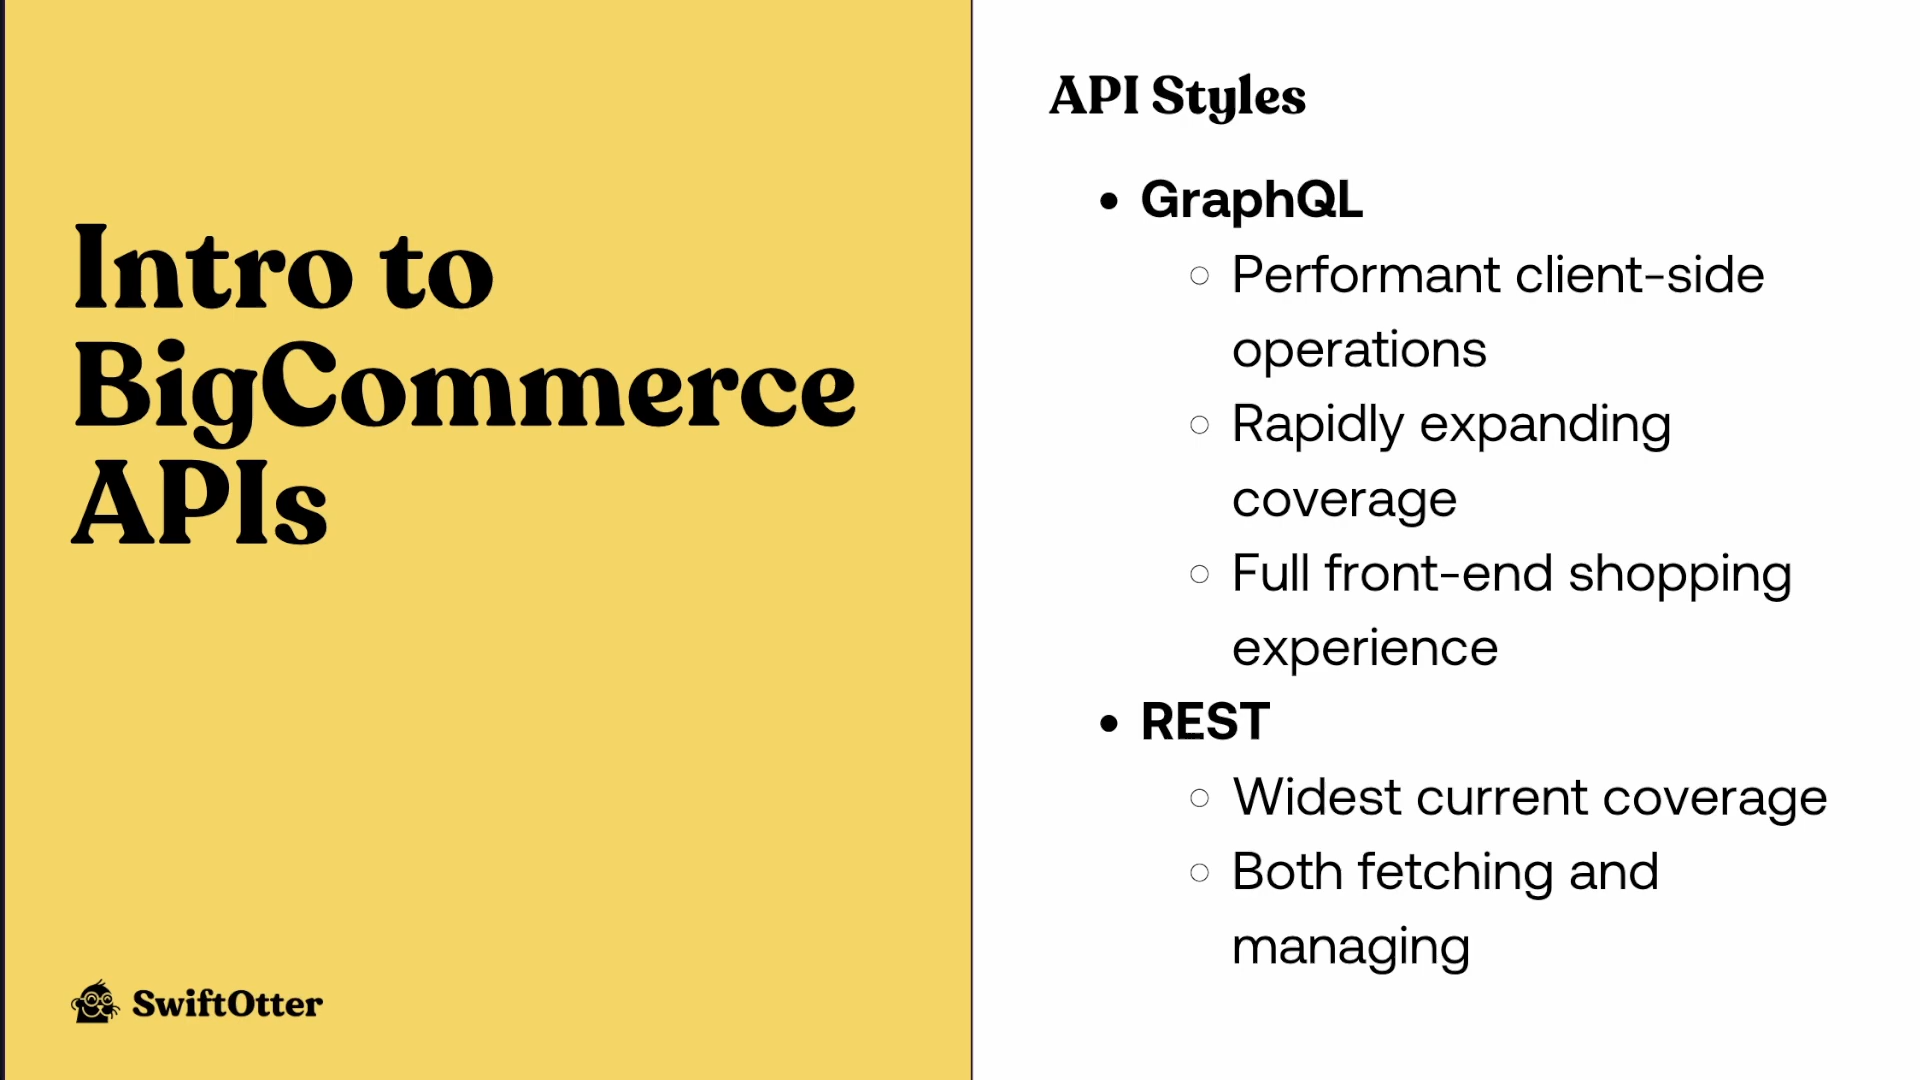 Intro to
BigCommerce
APIs
SwiftOtter
API Styles
• GraphQL
○ Performant client-side
operations
○ Rapidly expanding
coverage
○ Full front-end shopping
experience
• REST
○ Widest current coverage
○ Both fetching and
managing